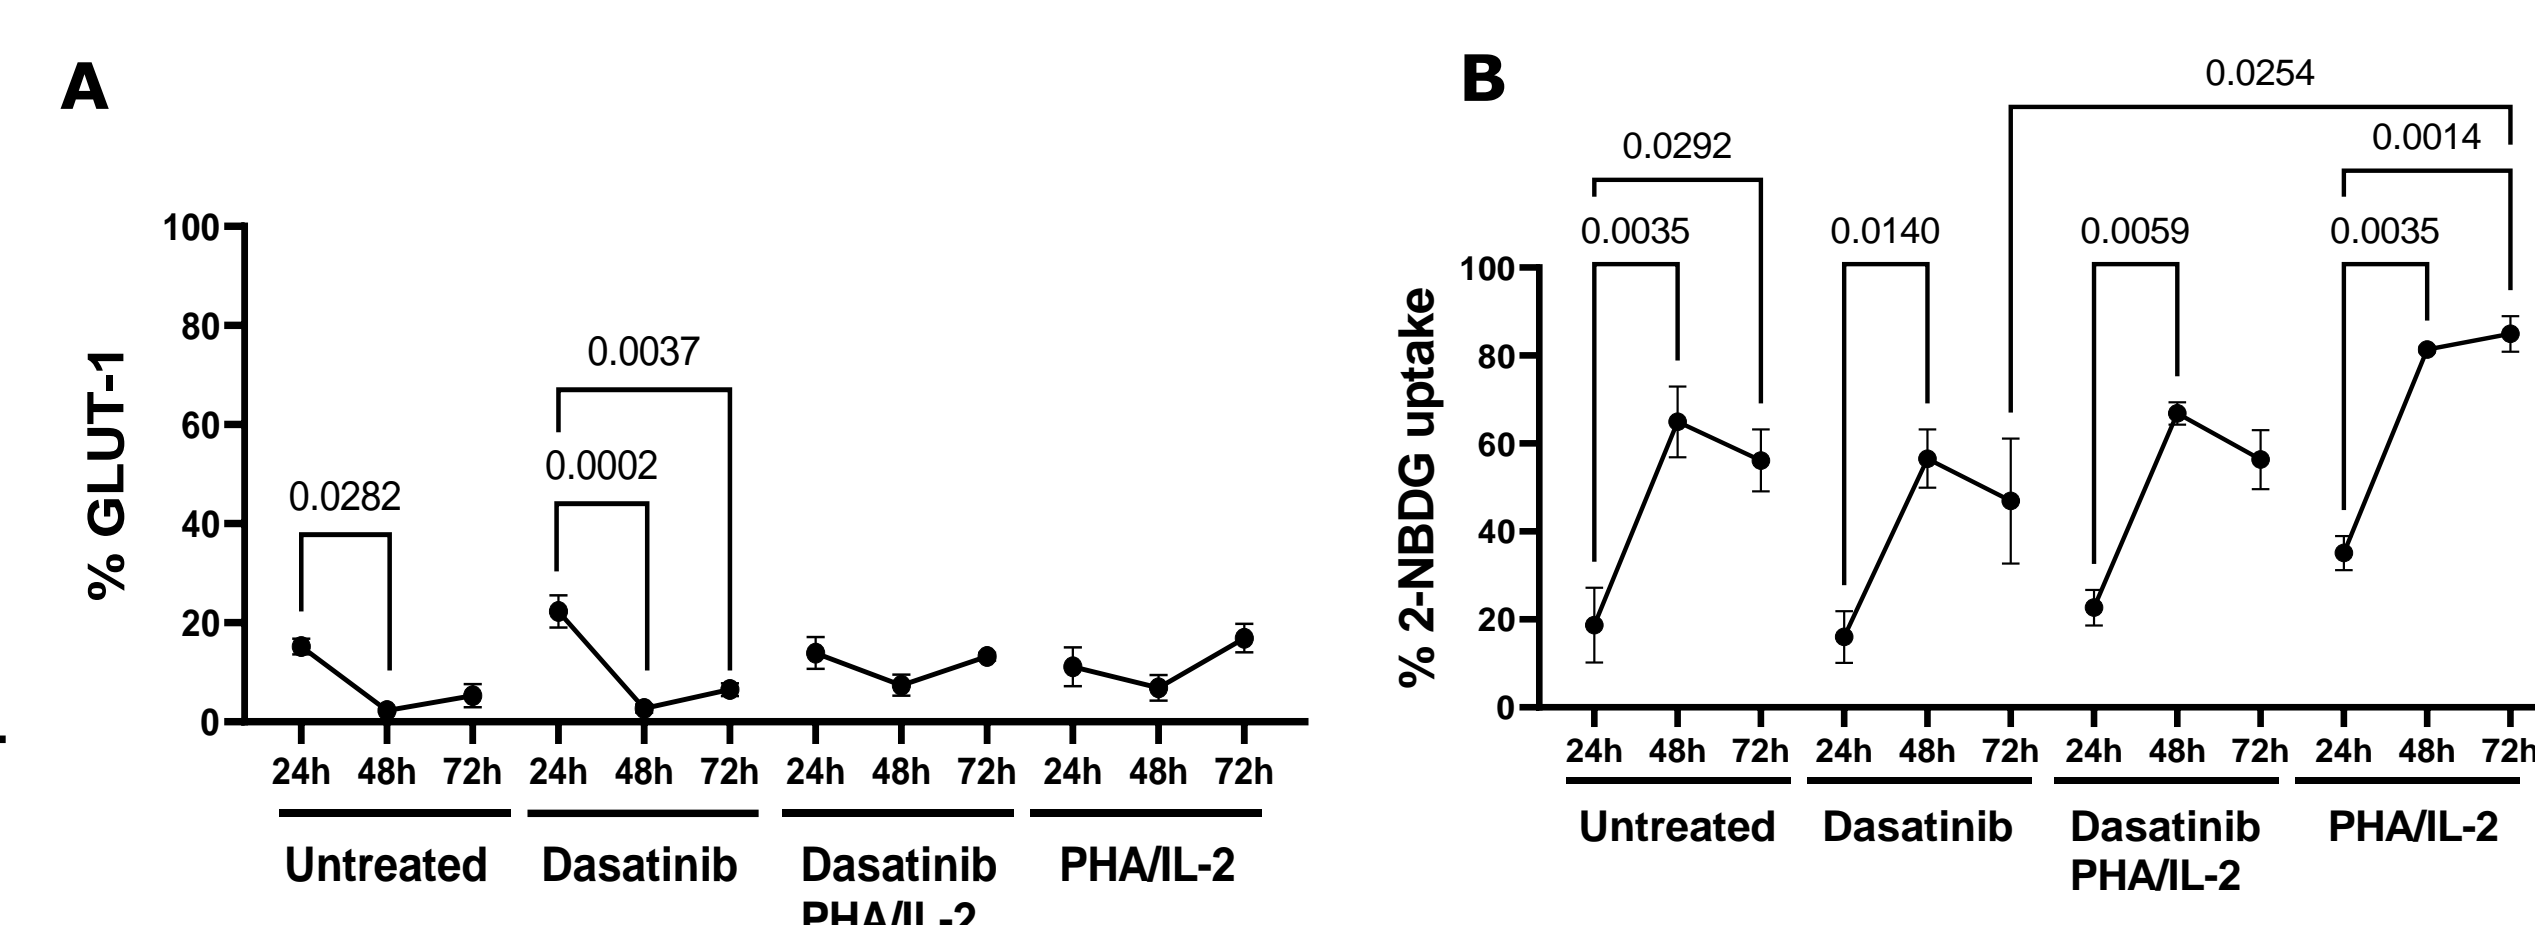 A
% GLUT-1
100
80
60
40
20
0
0.0282
0.0037
0.0002
24h 48h 72h 24h 48h 72h 24h 48h 72h 24h 48h 72h
Untreated Dasatinib Dasatinib PHA/IL-2
PHA/IL-2
B
% 2-NBDG uptake
100
80
60
40
20
0
0.0254
0.0014
0.0292
0.0035 0.0140 0.0059 0.0035
24h 48h 72h 24h 48h 72h 24h 48h 72h 24h 48h 72h
Untreated Dasatinib Dasatinib PHA/IL-2
PHA/IL-2